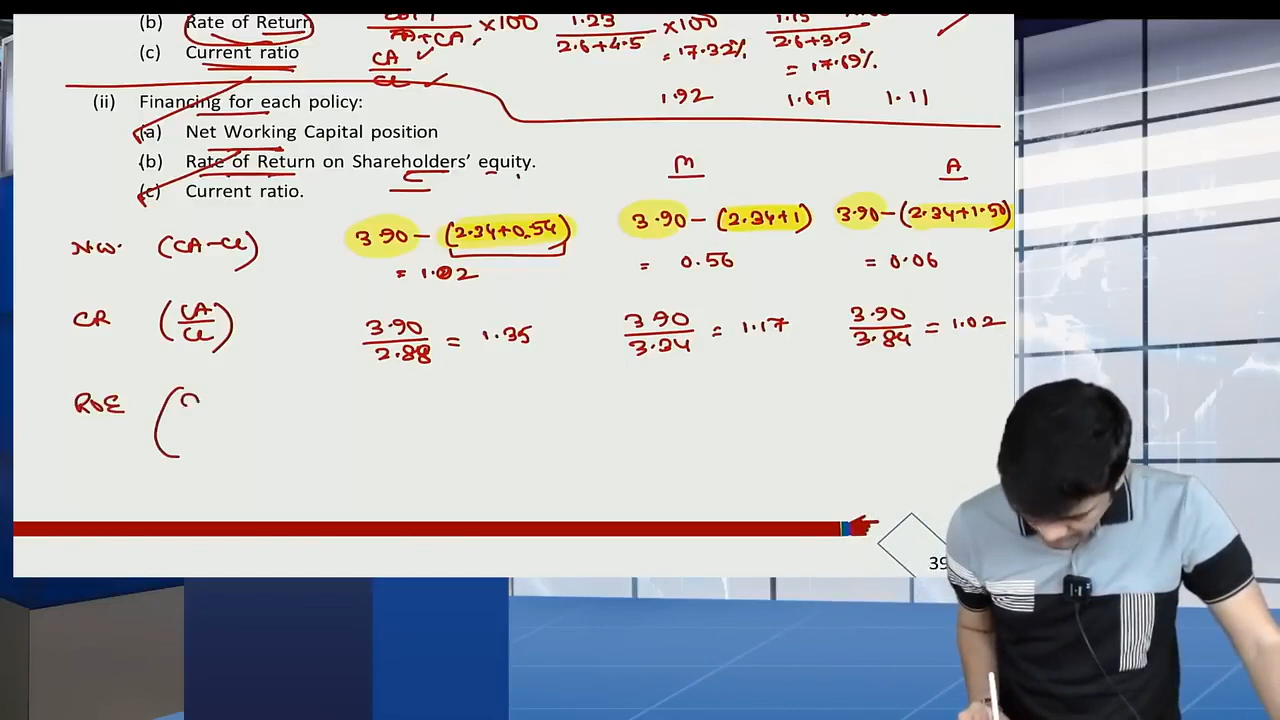 (b) Rate of Return ×100 1.23 ×100
FA+CA 2.6+4.5 2.6+3.9
= 17.32% = 17.69%
(c) Current ratio CA
CL
1.92 1.67 1.11
(ii) Financing for each policy:
(a) Net Working Capital position
(b) Rate of Return on Shareholders' equity.
(c) Current ratio.
C M A
N.W. (CA-CL) 3.90 - (2.34+0.54) 3.90 - (2.34+1) 3.90 - (2.34+1.50)
= 1.02 = 0.56 = 0.06
CR (CA/CL) 3.90/2.88 = 1.35 3.90/3.34 = 1.17 3.90/3.84 = 1.02
ROE (
39